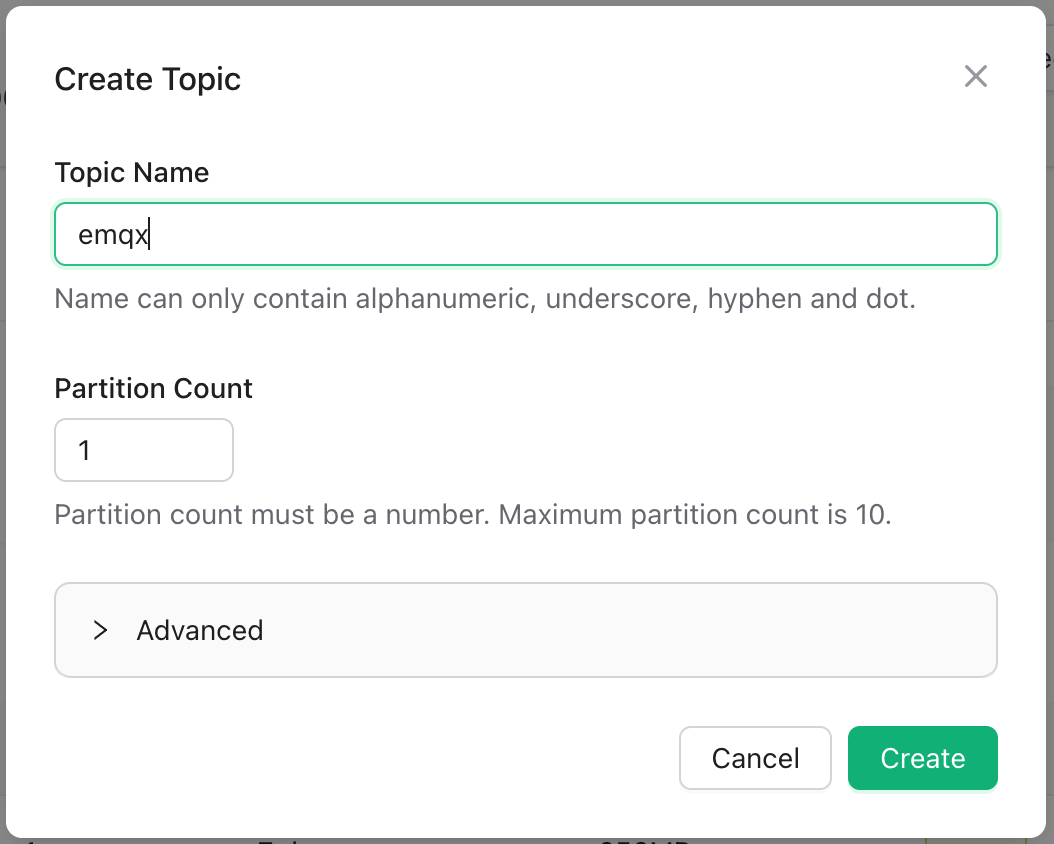 Create Topic
Topic Name
emqx
Name can only contain alphanumeric, underscore, hyphen and dot.
Partition Count
1
Partition count must be a number. Maximum partition count is 10.
Advanced
Cancel
Create